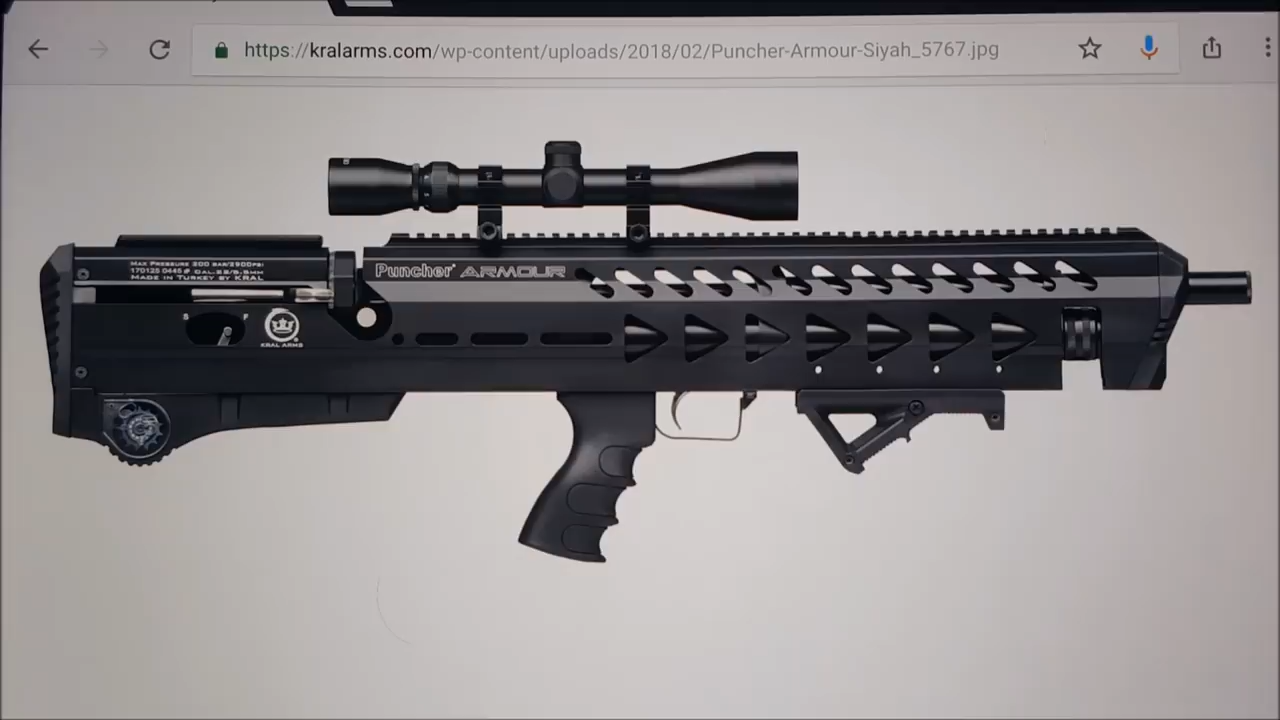 https://kralarms.com/wp-content/uploads/2018/02/Puncher-Armour-Siyah_5767.jpg
MAX PRESSURE 200 BAR/2900PSI
MADE IN TURKEY BY KRAL
Puncher ARMOUR
S F
KRAL ARMS